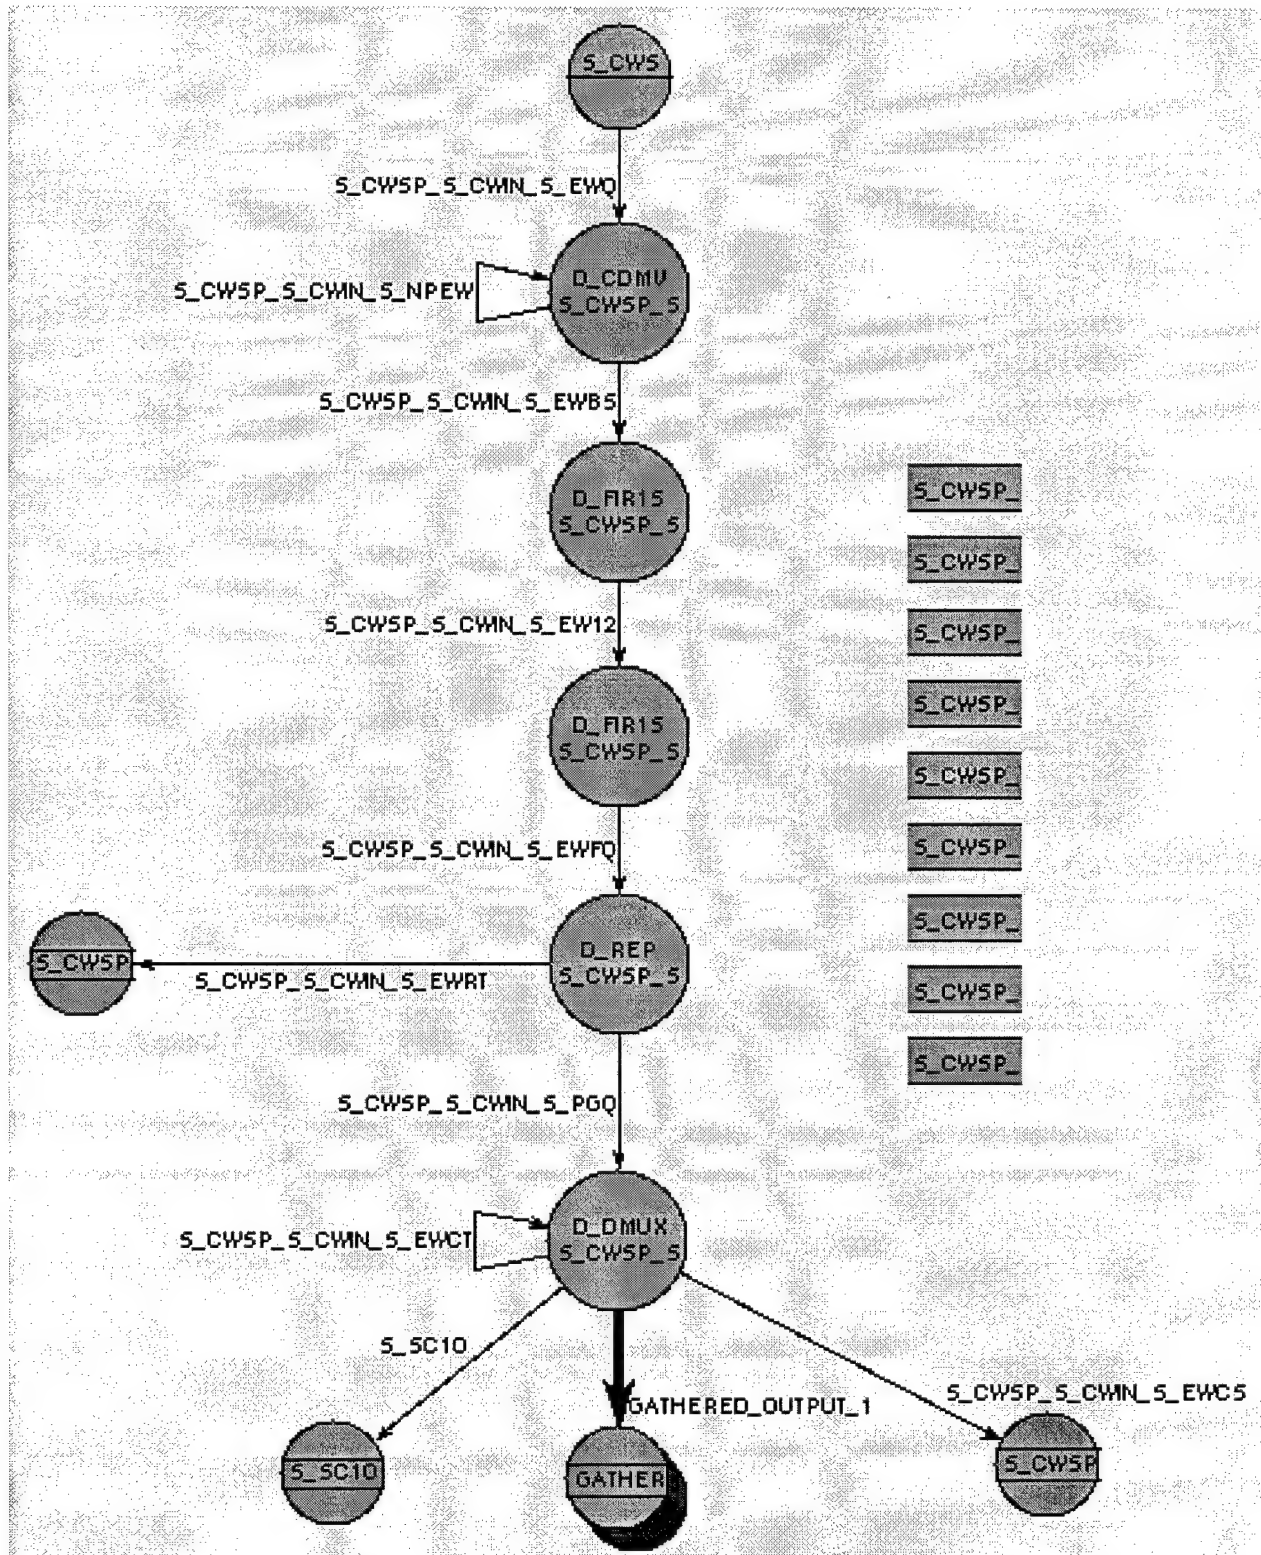 S_CWS
S_CWSP_S_CWIN_S_EWQ
D_CDMV
S_CWSP_S
S_CWSP_S_CWIN_S_NPEW
S_CWSP_S_CWIN_S_EWBS
D_FIR15
S_CWSP_S
S_CWSP_
S_CWSP_
S_CWSP_S_CWIN_S_EW12
S_CWSP_
S_CWSP_
D_FIR15
S_CWSP_S
S_CWSP_
S_CWSP_S_CWIN_S_EWFQ
S_CWSP_
S_CWSP_
D_REP
S_CWSP_S
S_CWSP
S_CWSP_S_CWIN_S_EWRT
S_CWSP_
S_CWSP_
S_CWSP_S_CWIN_S_PGQ
D_DMUX
S_CWSP_S
S_CWSP_S_CWIN_S_EWCT
S_SC10
S_CWSP_S_CWIN_S_EWCS
GATHERED_OUTPUT_1
S_SC10
GATHER
S_CWSP